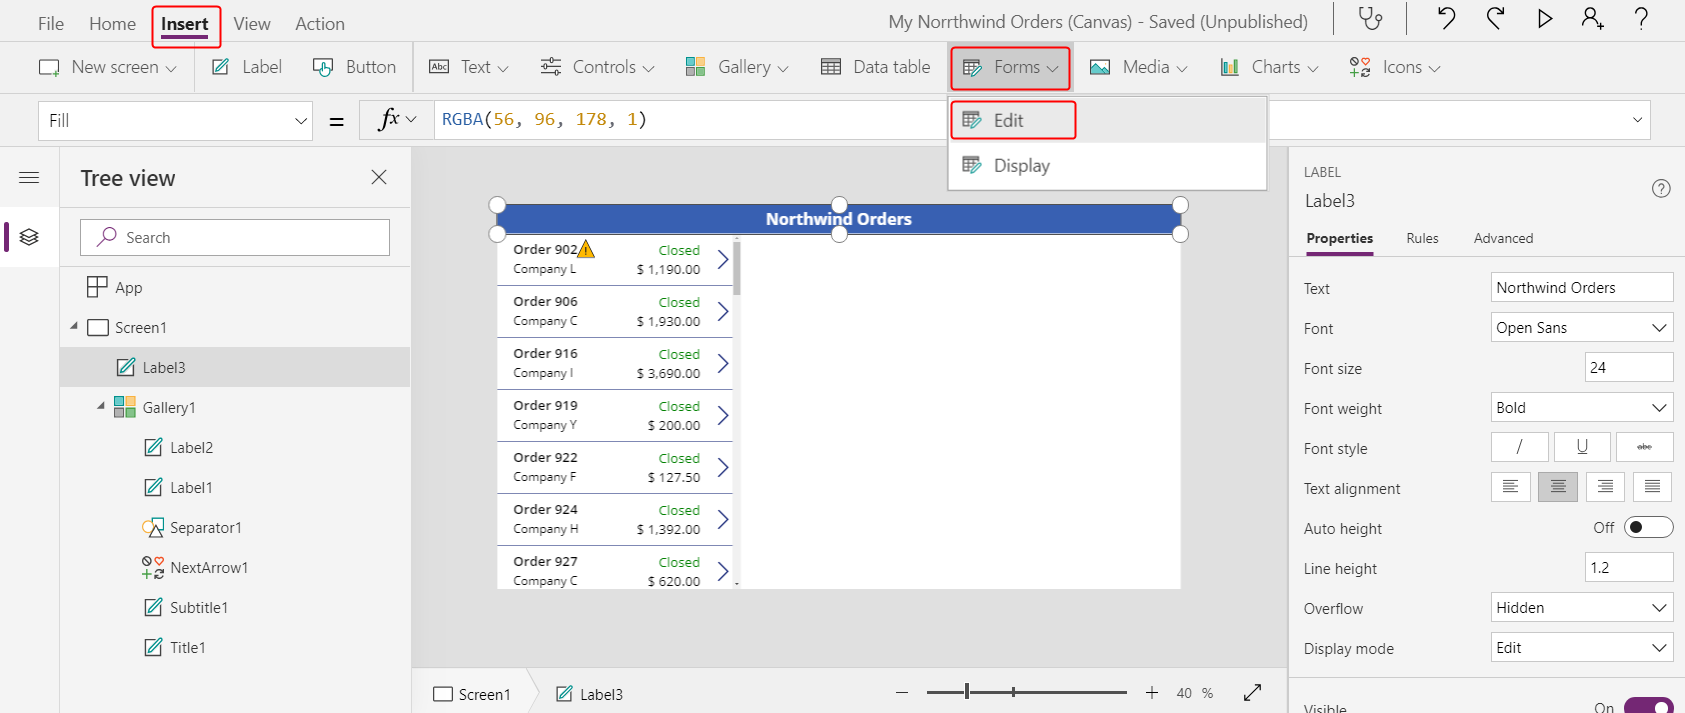 File Home Insert View Action My Norrthwind Orders (Canvas) - Saved (Unpublished) ?
New screen Label Button Abc Text Controls Gallery Data table Forms Media Charts Icons
Fill = fx RGBA(56, 96, 178, 1)
Edit
Display
Tree view
Search
App
Screen1
Label3
Gallery1
Label2
Label1
Separator1
NextArrow1
Subtitle1
Title1
Northwind Orders
Order 902 Closed
Company L $ 1,190.00
Order 906 Closed
Company C $ 1,930.00
Order 916 Closed
Company I $ 3,690.00
Order 919 Closed
Company Y $ 200.00
Order 922 Closed
Company F $ 127.50
Order 924 Closed
Company H $ 1,392.00
Order 927 Closed
Company C $ 620.00
Screen1 Label3 40 %
LABEL
Label3 ?
Properties Rules Advanced
Text Northwind Orders
Font Open Sans
Font size 24
Font weight Bold
Font style / U abc
Text alignment
Auto height Off
Line height 1.2
Overflow Hidden
Display mode Edit
Visible On